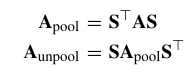 A_pool = S^⊤AS
A_unpool = SA_poolS^⊤